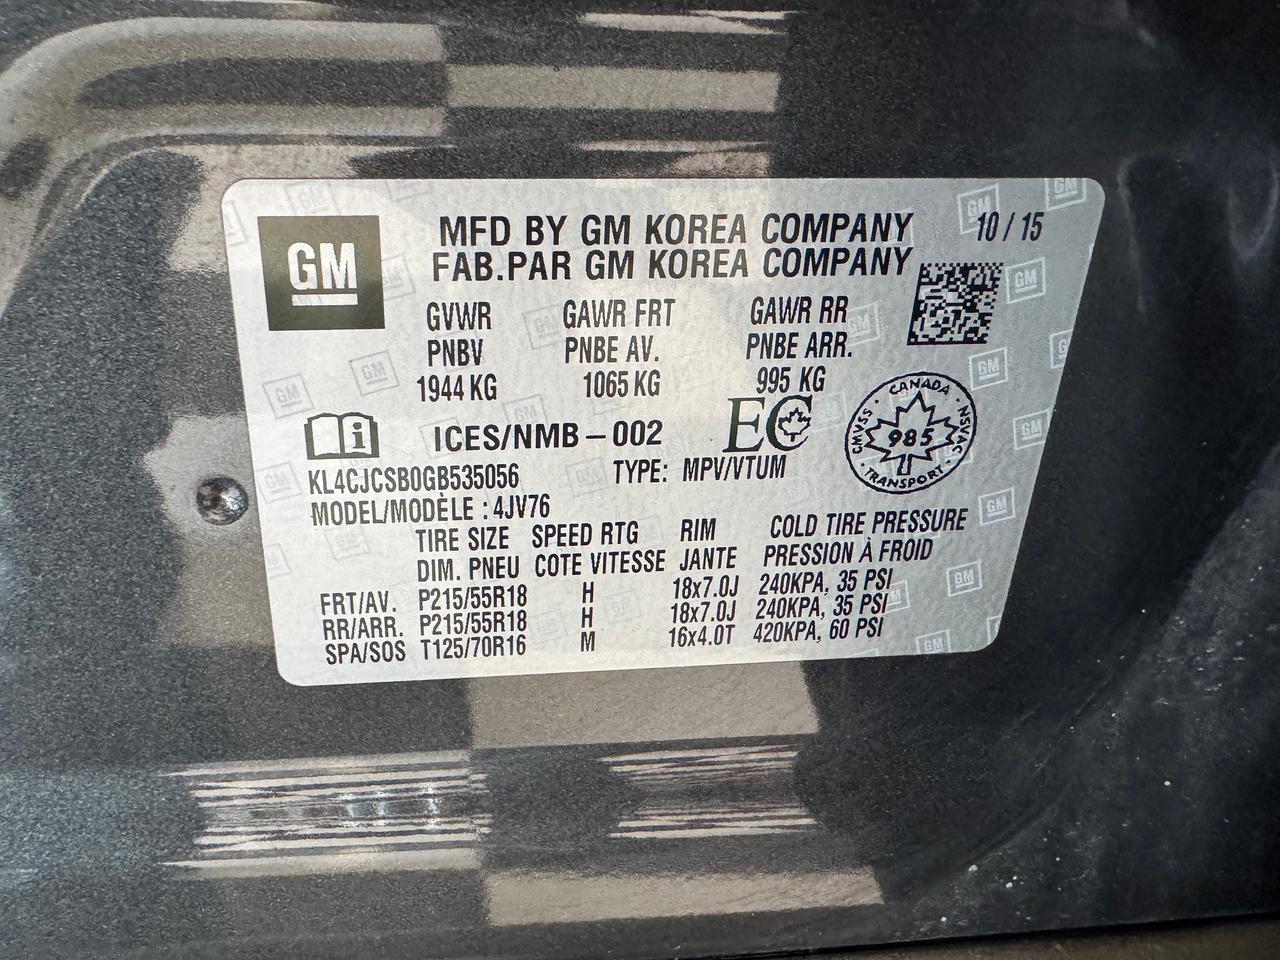 GM
MFD BY GM KOREA COMPANY 10/15
FAB.PAR GM KOREA COMPANY
GVWR GAWR FRT GAWR RR
PNBV PNBE AV. PNBE ARR.
1944 KG 1065 KG 995 KG
ICES/NMB-002 EC
CANADA
CMVSS 985 NSVAC
TRANSPORT
KL4CJCSB0GB535056 TYPE: MPV/VTUM
MODEL/MODÈLE : 4JV76
TIRE SIZE SPEED RTG RIM COLD TIRE PRESSURE
DIM. PNEU COTE VITESSE JANTE PRESSION À FROID
FRT/AV. P215/55R18 H 18x7.0J 240KPA, 35 PSI
RR/ARR. P215/55R18 H 18x7.0J 240KPA, 35 PSI
SPA/SOS T125/70R16 M 16x4.0T 420KPA, 60 PSI